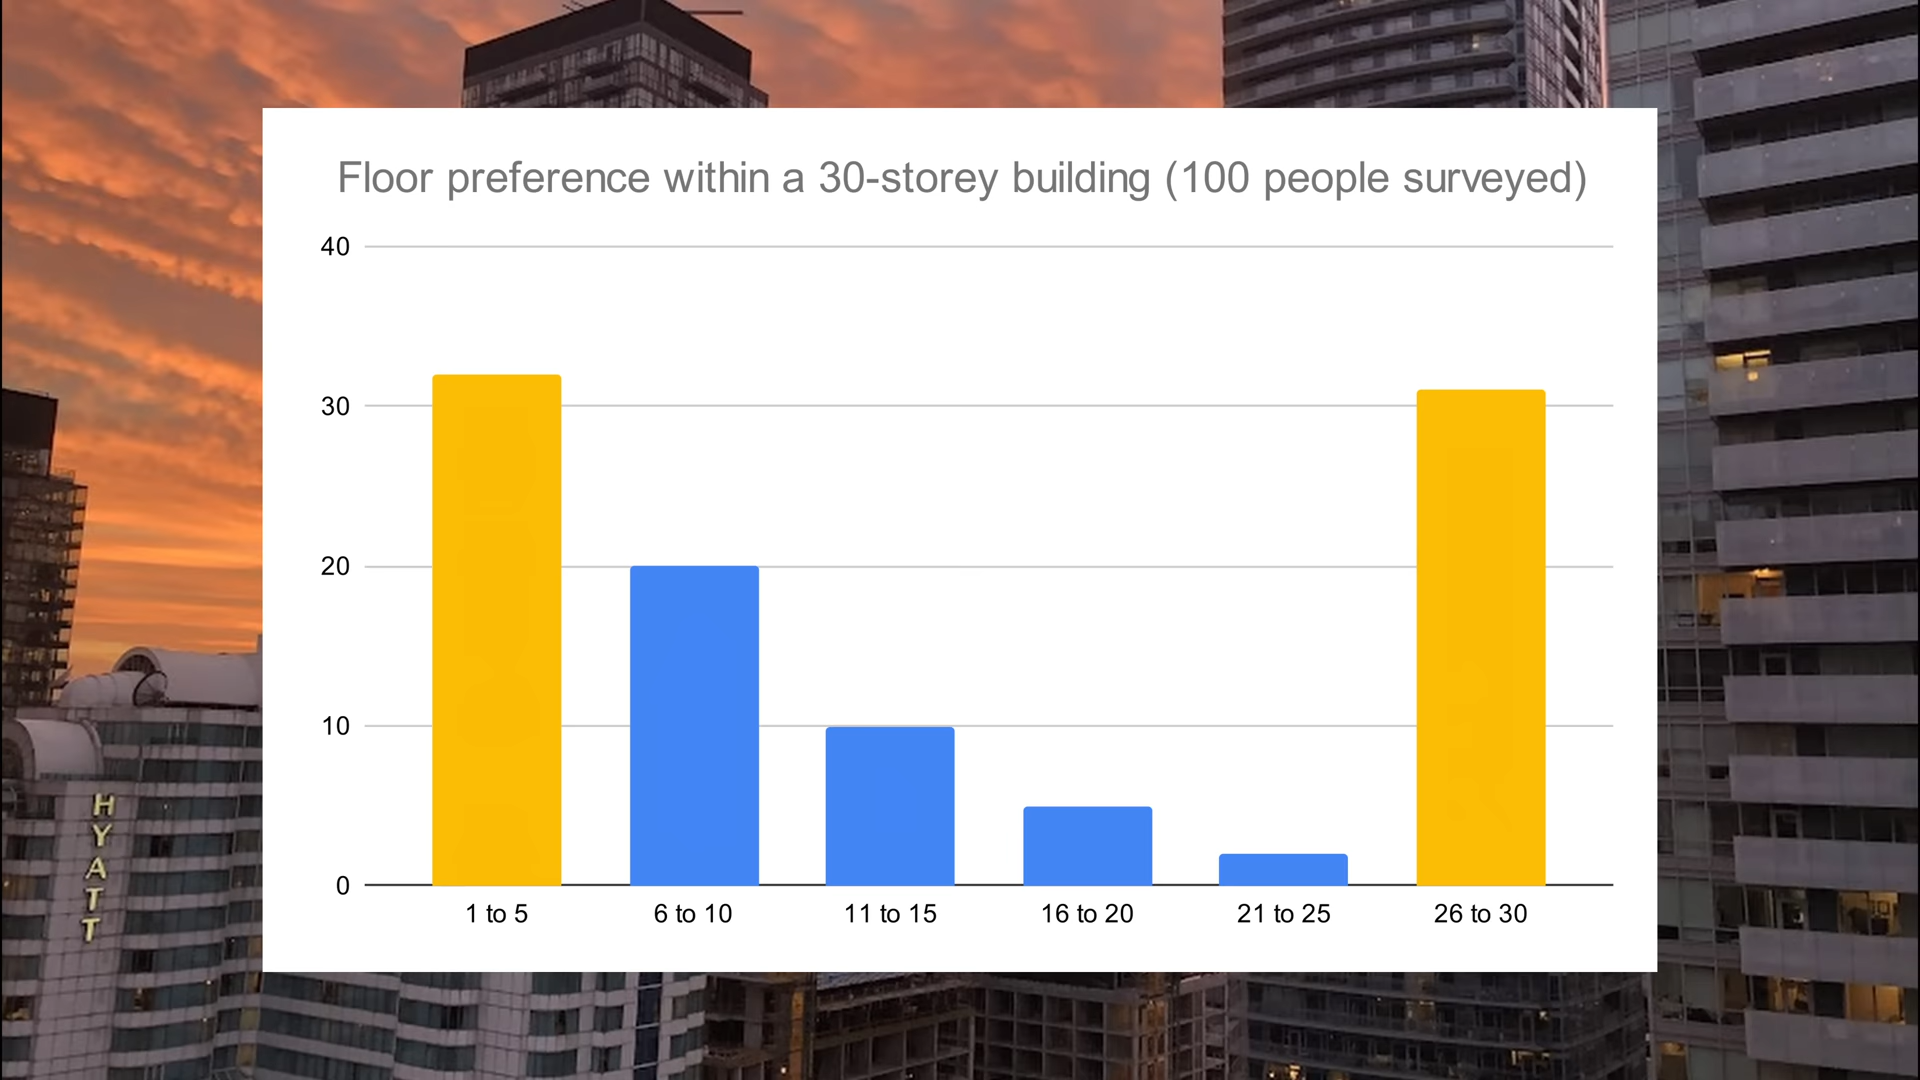 Floor preference within a 30-storey building (100 people surveyed)
40
30
20
10
0
1 to 5
6 to 10
11 to 15
16 to 20
21 to 25
26 to 30
HYATT